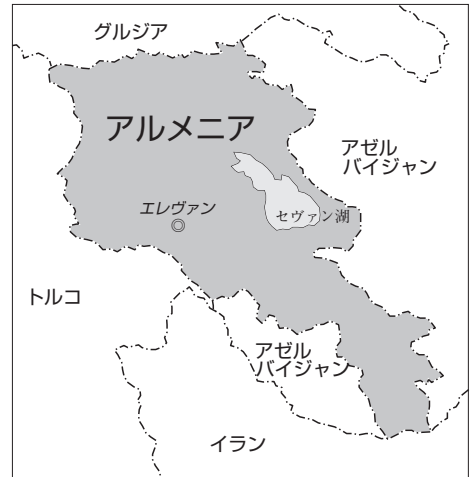 グルジア
アルメニア
アゼル
バイジャン
エレヴァン
セヴァン湖
トルコ
アゼル
バイジャン
イラン